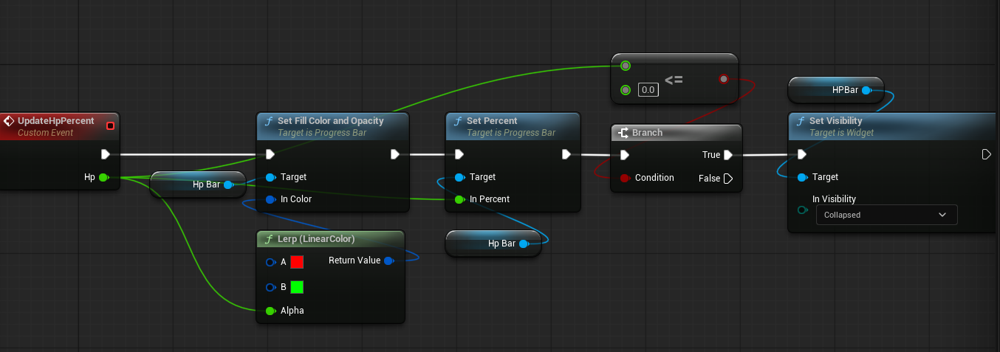 UpdateHpPercent
Custom Event
Hp
Hp Bar
Set Fill Color and Opacity
Target is Progress Bar
Target
In Color
Lerp (LinearColor)
A
Return Value
B
Alpha
Set Percent
Target is Progress Bar
Target
In Percent
Hp Bar
0.0
<=
Branch
True
Condition
False
HPBar
Set Visibility
Target is Widget
Target
In Visibility
Collapsed